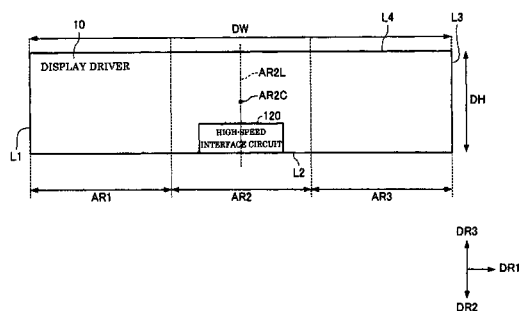 10
DW
L4
L3
DISPLAY DRIVER
AR2L
DH
AR2C
120
L1
HIGH-SPEED
INTERFACE CIRCUIT
L2
AR1
AR2
AR3
DR3
DR1
DR2